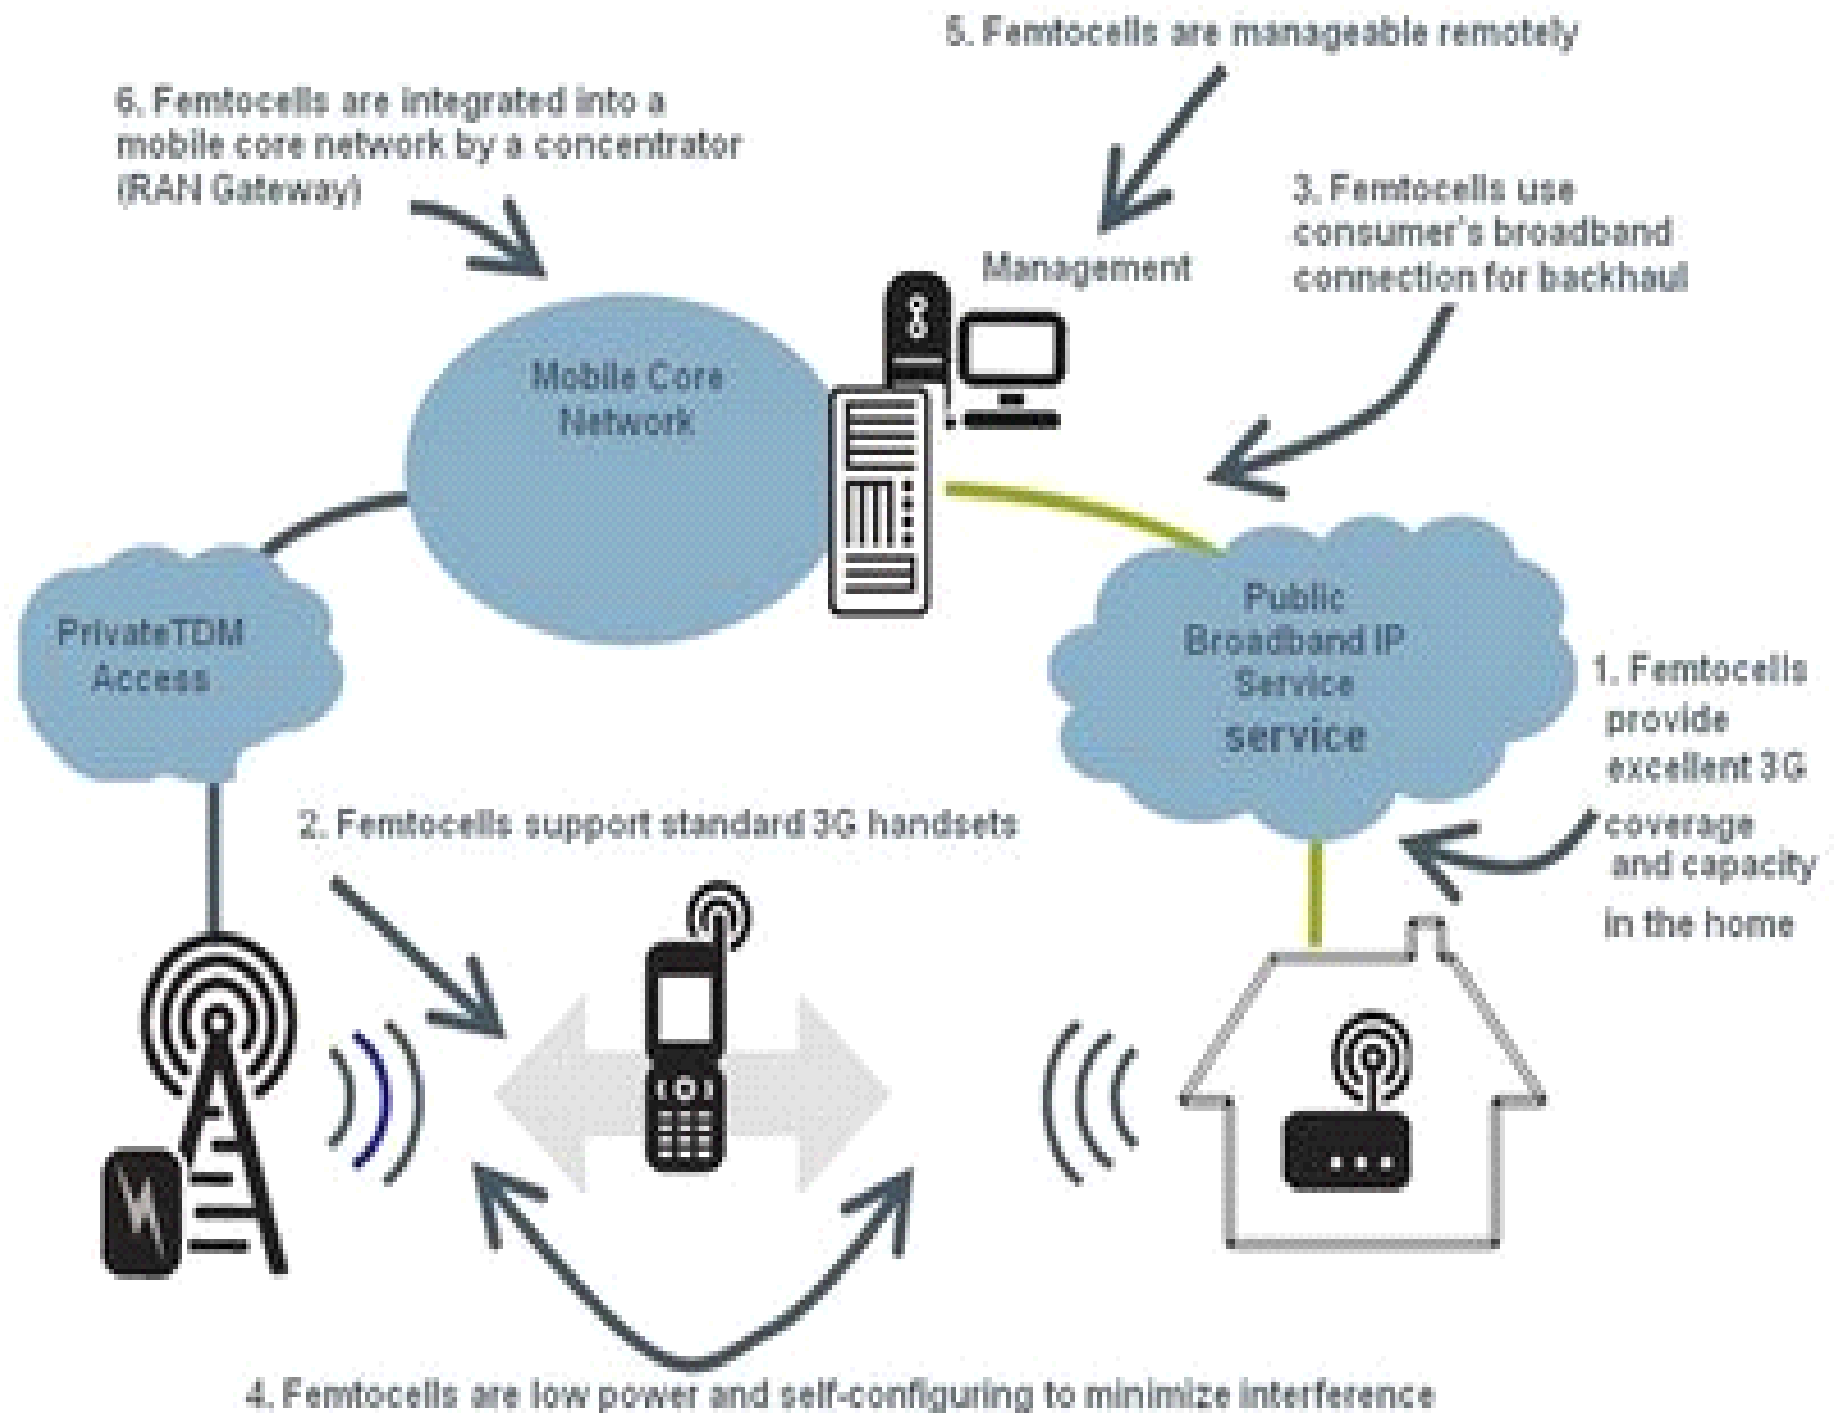 5. Femtocells are manageable remotely
6. Femtocells are integrated into a
mobile core network by a concentrator
(RAN Gateway)
3. Femtocells use
consumer's broadband
connection for backhaul
Management
Mobile Core
Network
Public
Broadband IP
Service
service
PrivateTDM
Access
1. Femtocells
provide
excellent 3G
coverage
and capacity
in the home
2. Femtocells support standard 3G handsets
4. Femtocells are low power and self-configuring to minimize interference